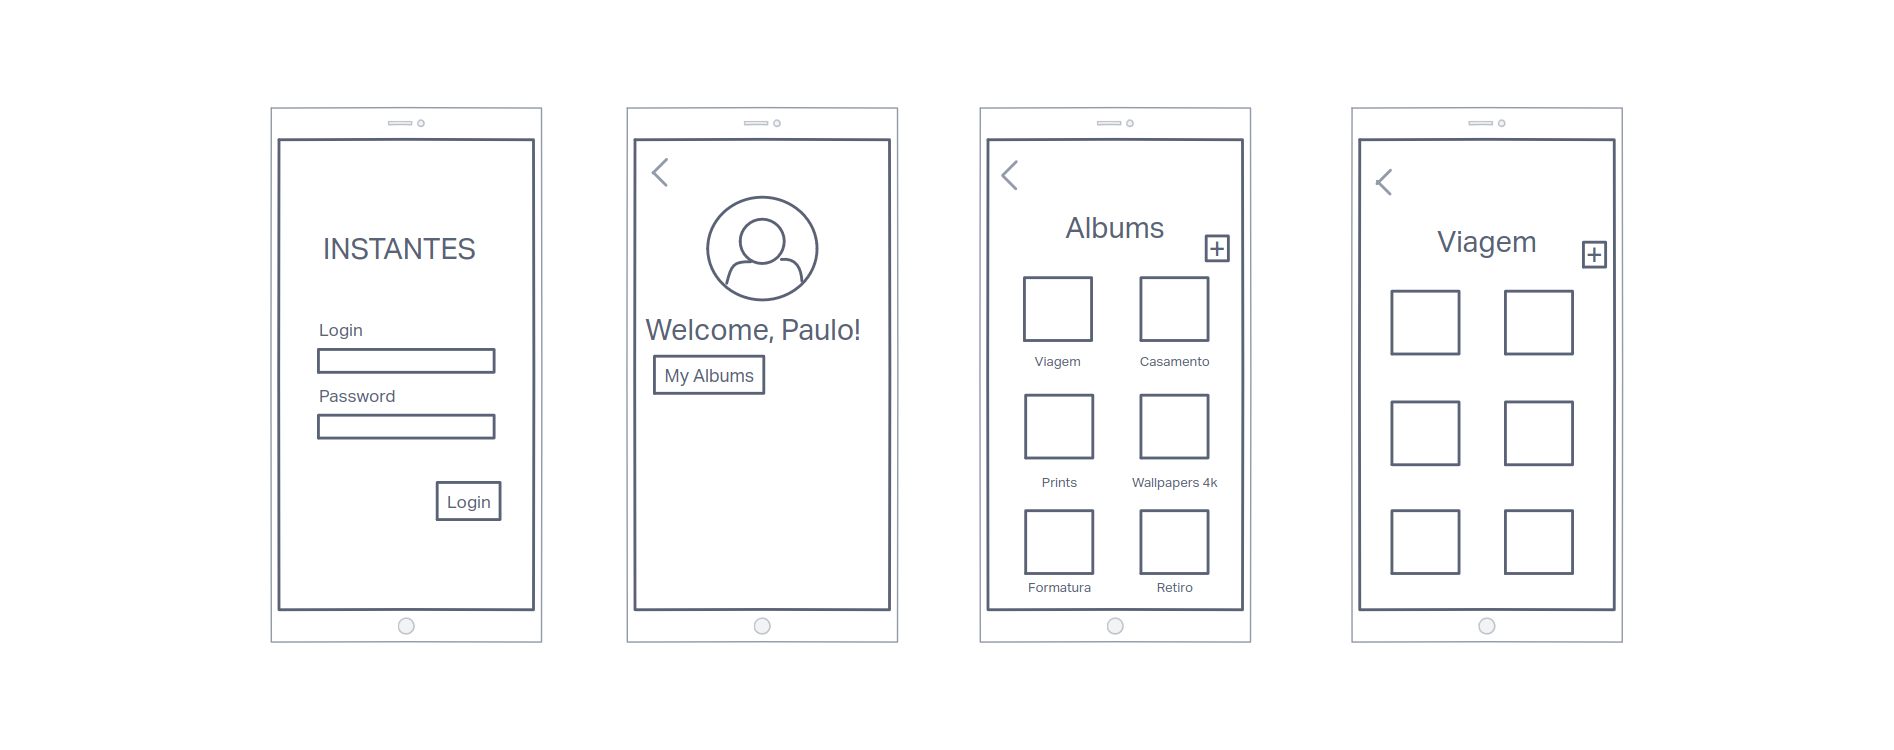 INSTANTES
Login
Password
Login
Welcome, Paulo!
My Albums
Albums
+
Viagem Casamento
Prints Wallpapers 4k
Formatura Retiro
Viagem
+